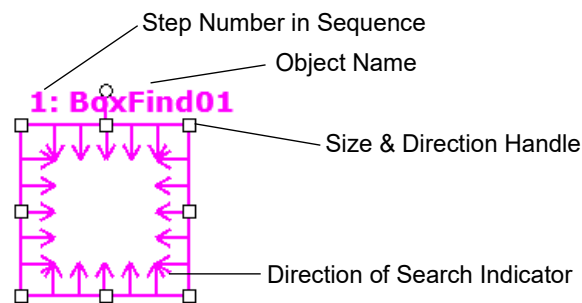 Step Number in Sequence
Object Name
1: BoxFind01
Size & Direction Handle
Direction of Search Indicator